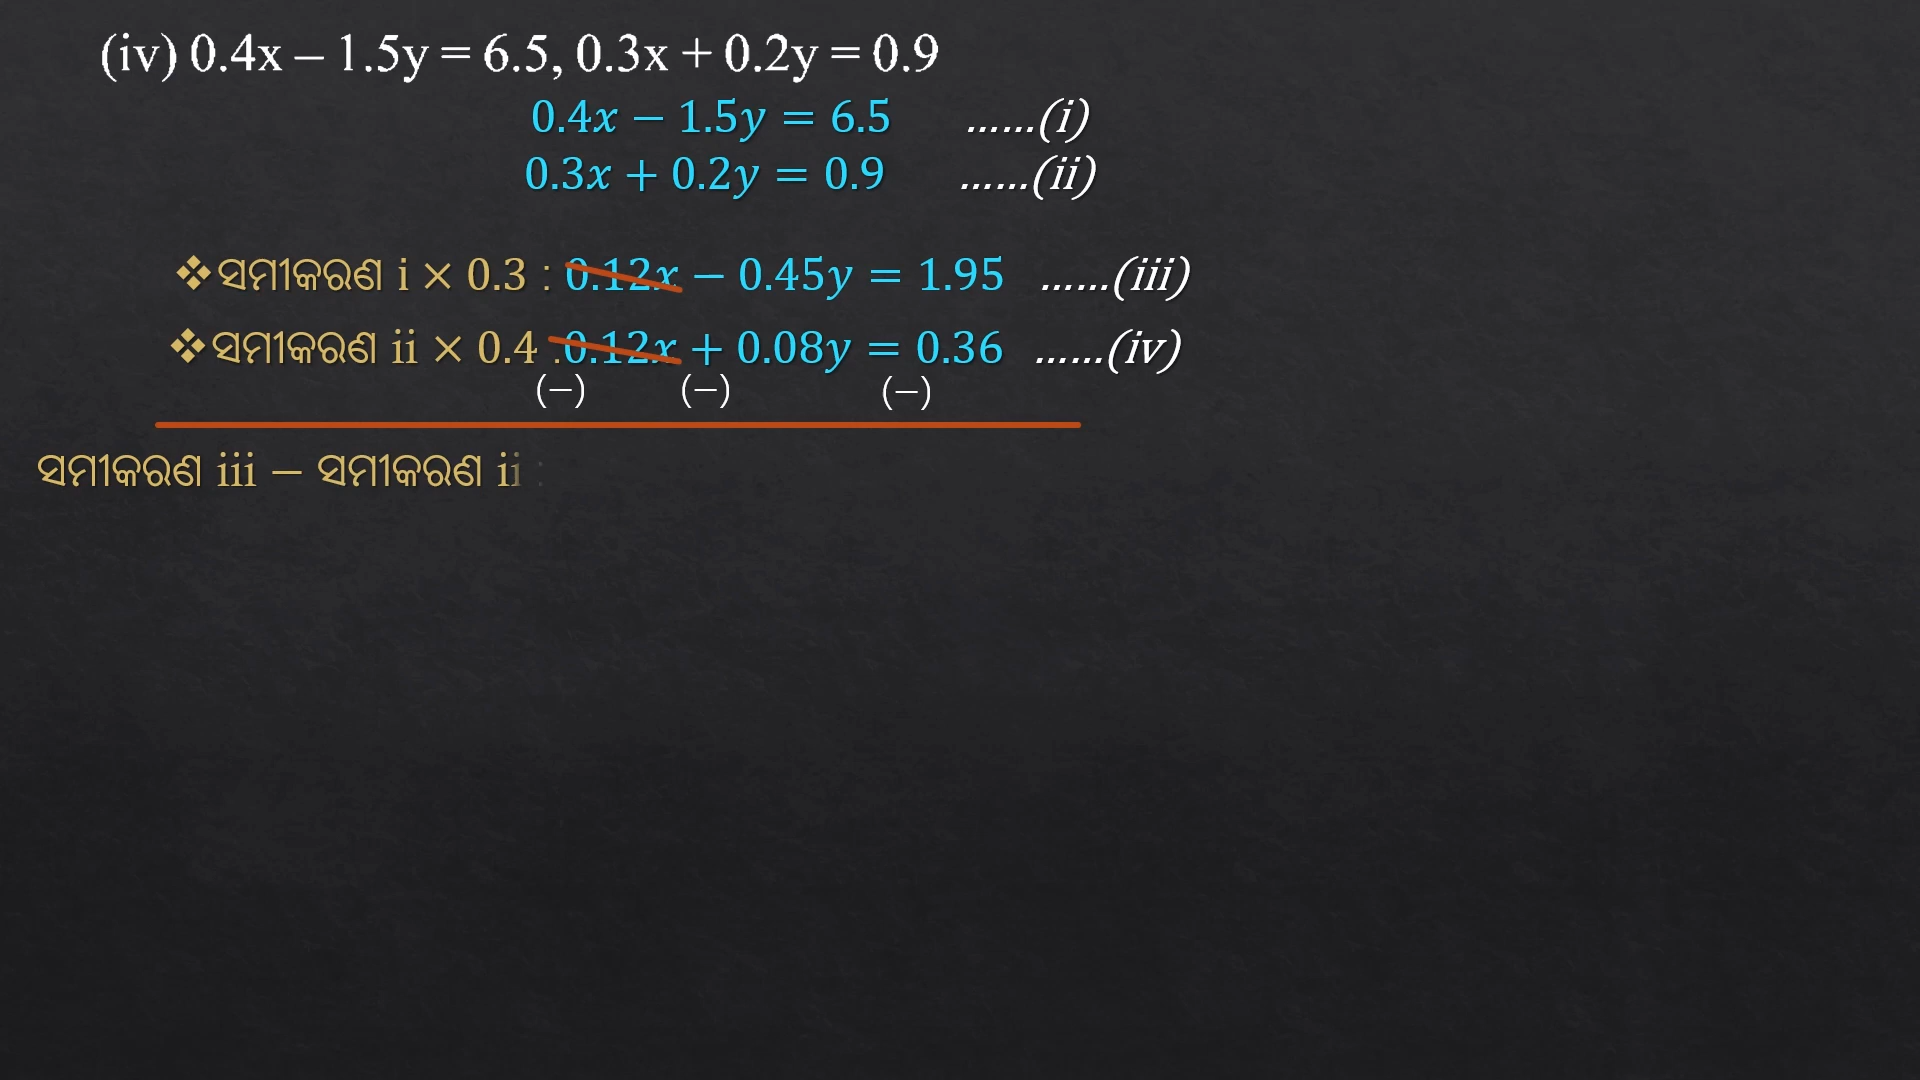 (iv) 0.4x – 1.5y = 6.5, 0.3x + 0.2y = 0.9
0.4x − 1.5y = 6.5 ......(i)
0.3x + 0.2y = 0.9 ......(ii)
❖ସମୀକରଣ i × 0.3 : 0.12x − 0.45y = 1.95 ......(iii)
❖ସମୀକରଣ ii × 0.4 :0.12x + 0.08y = 0.36 ......(iv)
(−) (−) (−)
ସମୀକରଣ iii − ସମୀକରଣ ii :